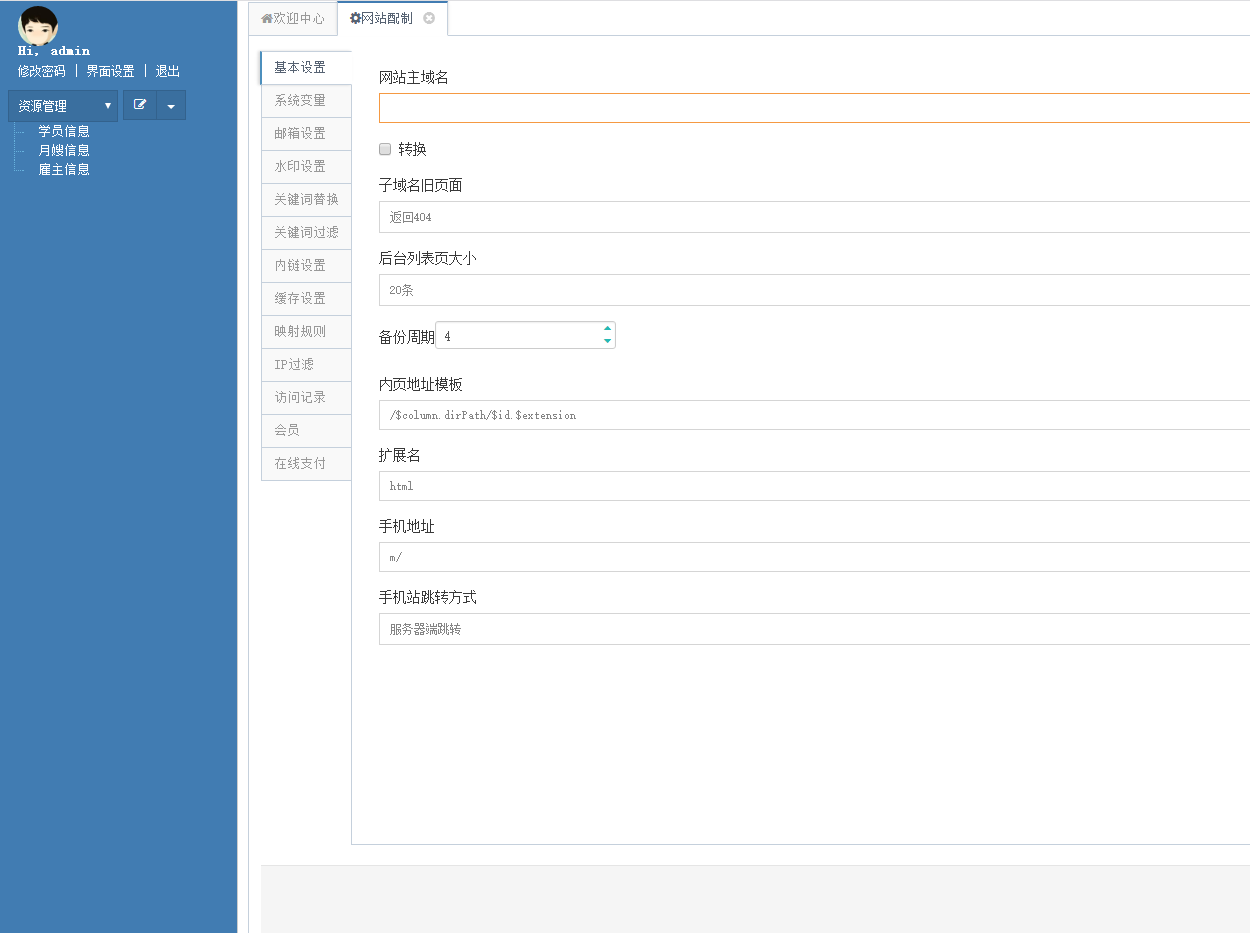 Hi, admin
修改密码 | 界面设置 | 退出
资源管理
学员信息
月嫂信息
雇主信息
欢迎中心
网站配制
基本设置
系统变量
邮箱设置
水印设置
关键词替换
关键词过滤
内链设置
缓存设置
映射规则
IP过滤
访问记录
会员
在线支付
网站主域名
转换
子域名旧页面
返回404
后台列表页大小
20条
备份周期 4
内页地址模板
/$column.dirPath/$id.$extension
扩展名
html
手机地址
m/
手机站跳转方式
服务器端跳转